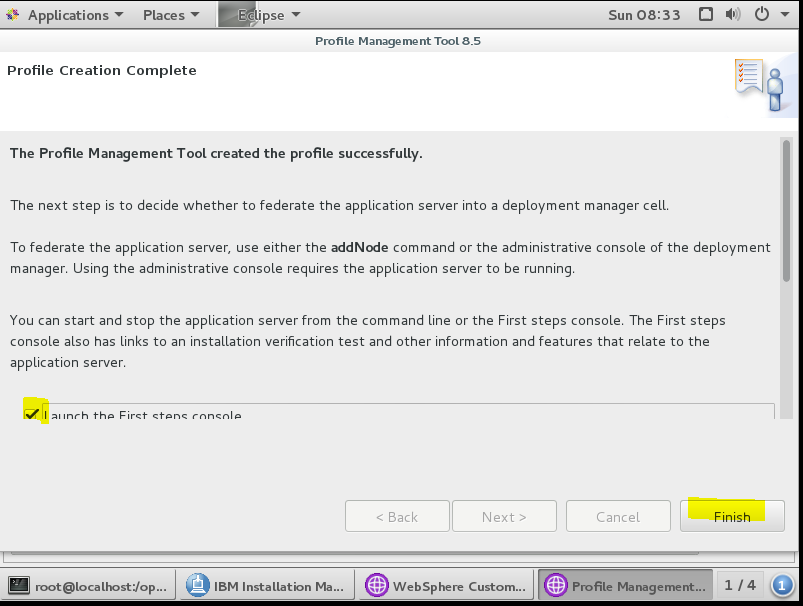 Applications Places Eclipse Sun 08:33
Profile Management Tool 8.5
Profile Creation Complete
The Profile Management Tool created the profile successfully.
The next step is to decide whether to federate the application server into a deployment manager cell.
To federate the application server, use either the addNode command or the administrative console of the deployment
manager. Using the administrative console requires the application server to be running.
You can start and stop the application server from the command line or the First steps console. The First steps
console also has links to an installation verification test and other information and features that relate to the
application server.
Launch the First steps console
< Back Next > Cancel Finish
root@localhost:/op... IBM Installation Ma... WebSphere Custom... Profile Management... 1 / 4 1